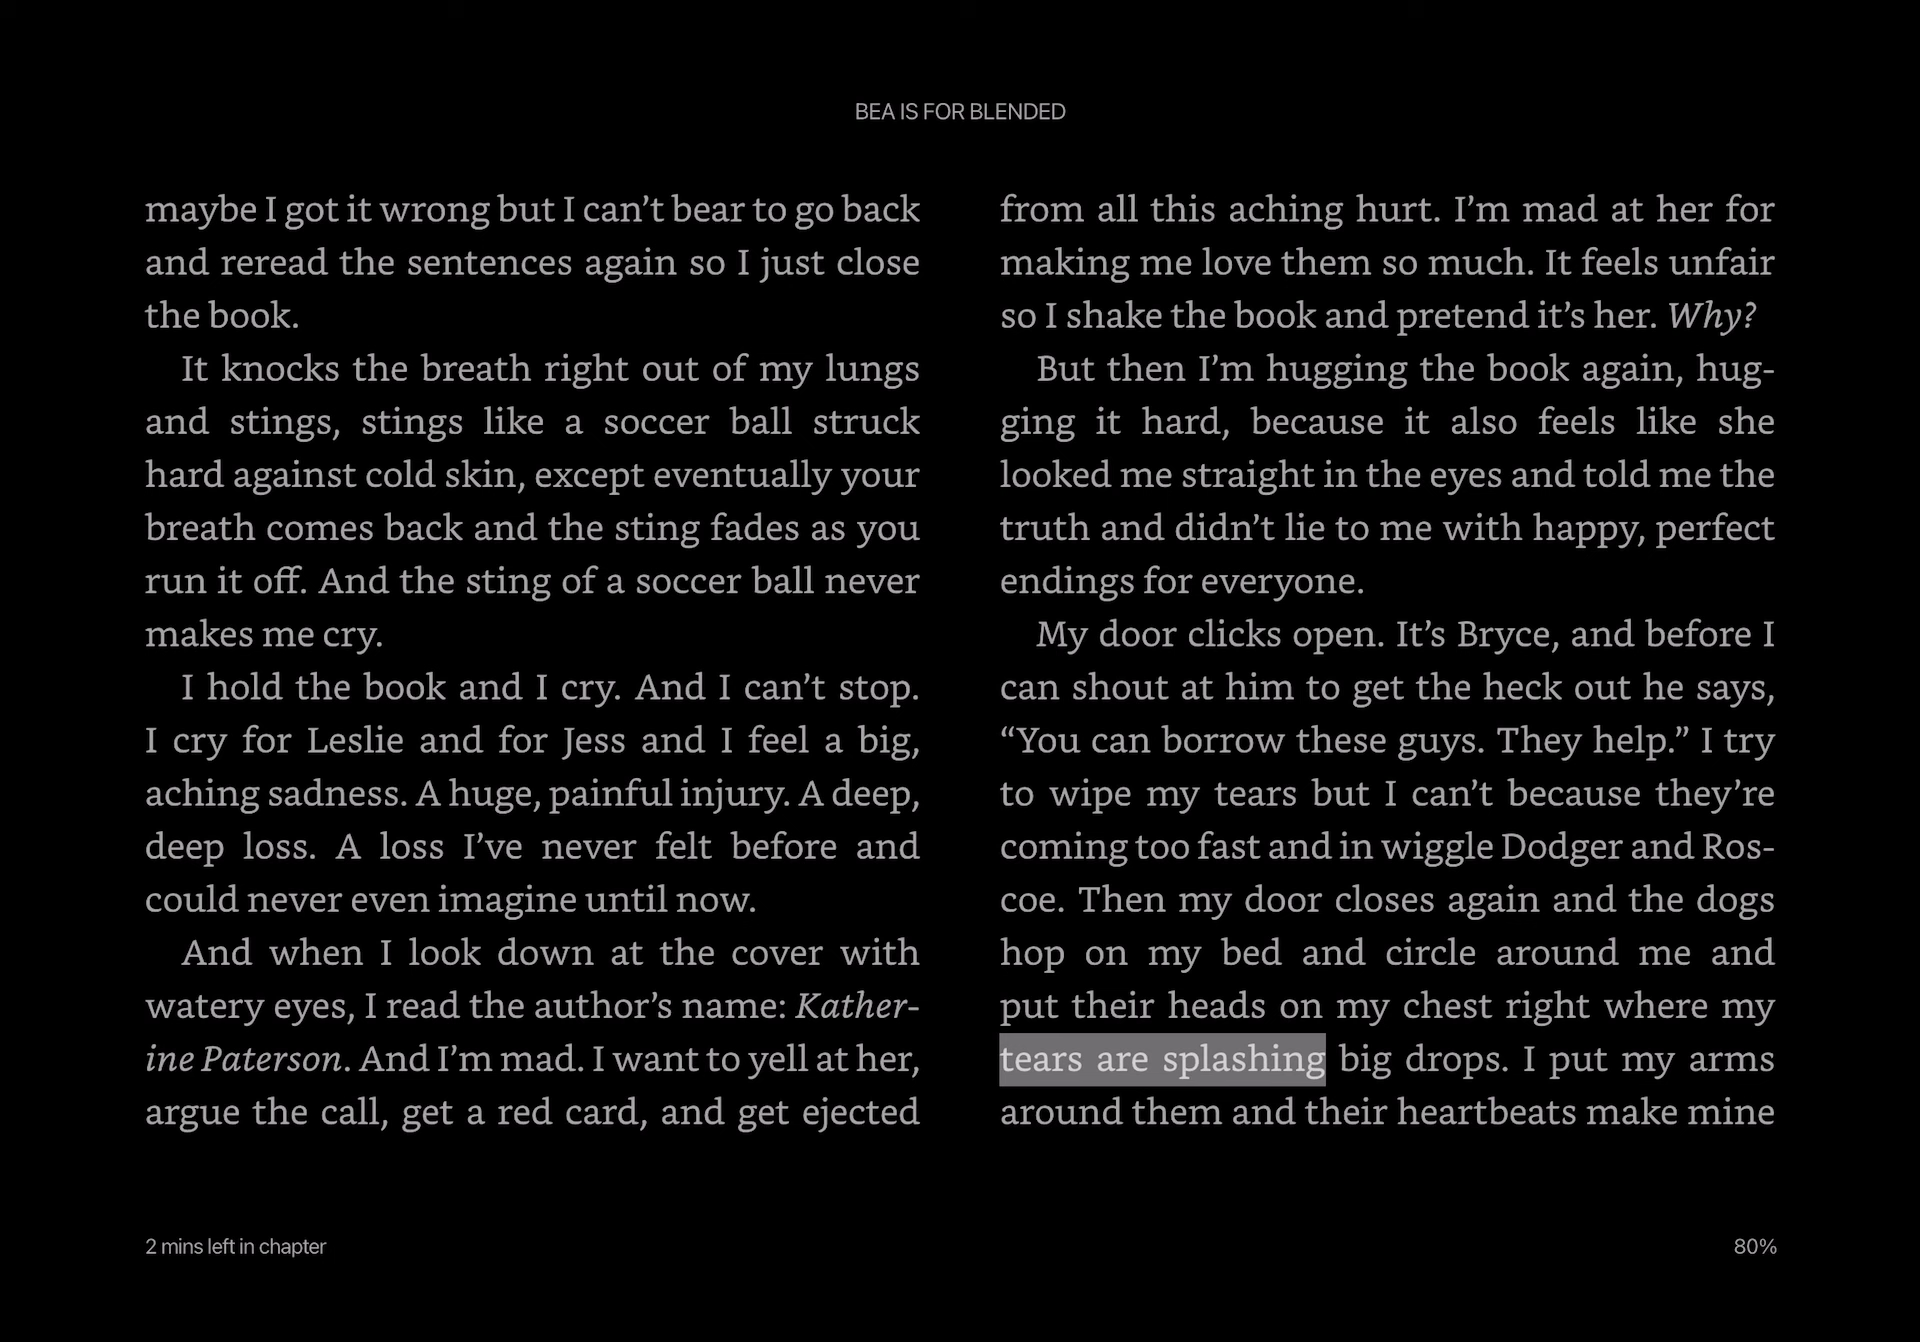 BEA IS FOR BLENDED
maybe I got it wrong but I can’t bear to go back
and reread the sentences again so I just close
the book.
It knocks the breath right out of my lungs
and stings, stings like a soccer ball struck
hard against cold skin, except eventually your
breath comes back and the sting fades as you
run it off. And the sting of a soccer ball never
makes me cry.
I hold the book and I cry. And I can’t stop.
I cry for Leslie and for Jess and I feel a big,
aching sadness. A huge, painful injury. A deep,
deep loss. A loss I’ve never felt before and
could never even imagine until now.
And when I look down at the cover with
watery eyes, I read the author’s name: Kather-
ine Paterson. And I’m mad. I want to yell at her,
argue the call, get a red card, and get ejected
from all this aching hurt. I’m mad at her for
making me love them so much. It feels unfair
so I shake the book and pretend it’s her. Why?
But then I’m hugging the book again, hug-
ging it hard, because it also feels like she
looked me straight in the eyes and told me the
truth and didn’t lie to me with happy, perfect
endings for everyone.
My door clicks open. It’s Bryce, and before I
can shout at him to get the heck out he says,
“You can borrow these guys. They help.” I try
to wipe my tears but I can’t because they’re
coming too fast and in wiggle Dodger and Ros-
coe. Then my door closes again and the dogs
hop on my bed and circle around me and
put their heads on my chest right where my
tears are splashing big drops. I put my arms
around them and their heartbeats make mine
2 mins left in chapter
80%